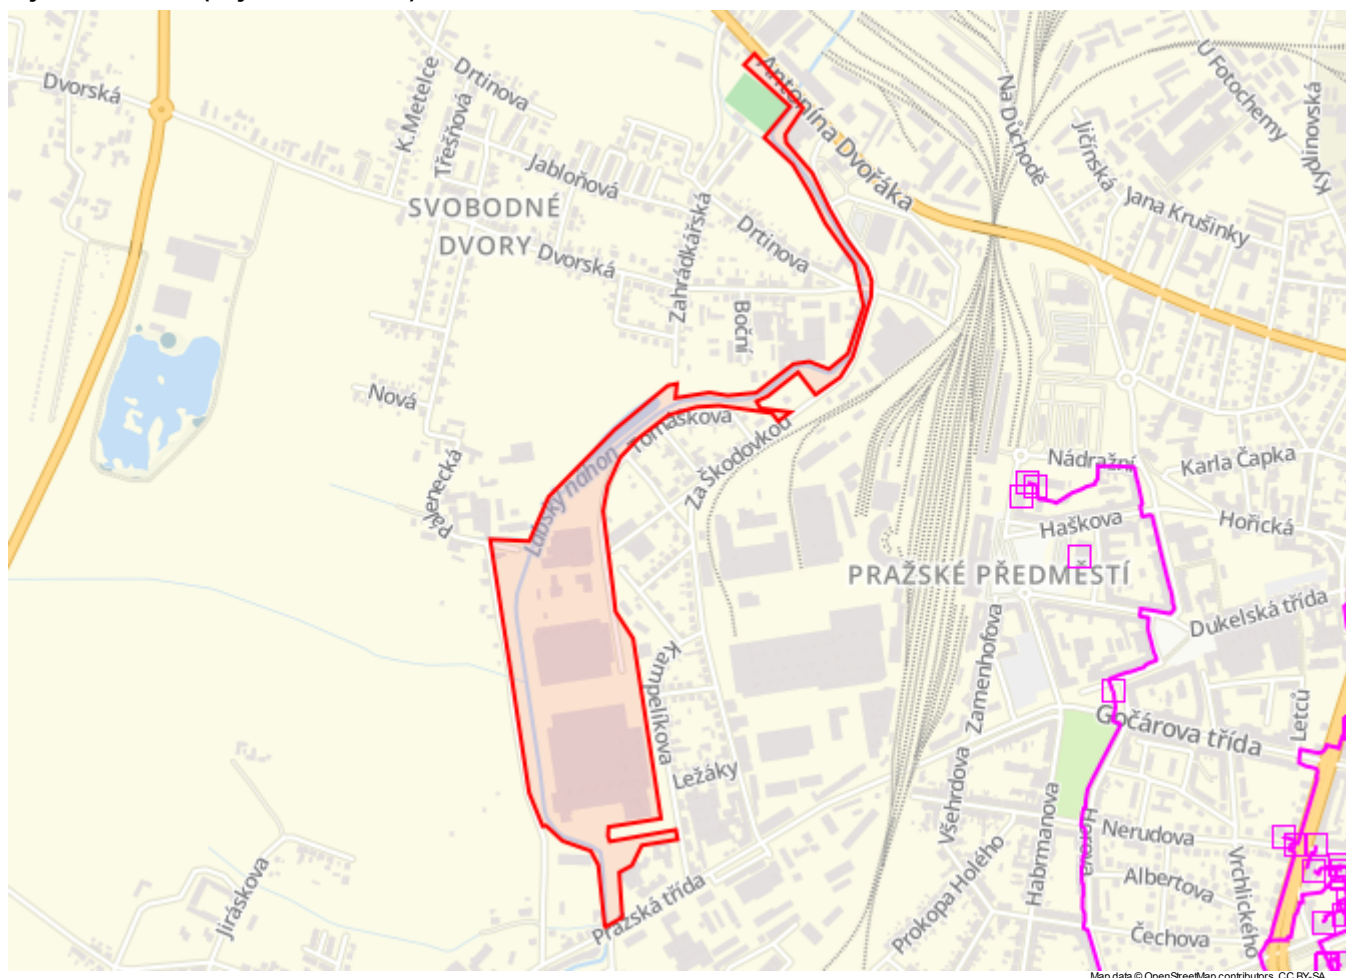 Antonína Dvořáka
U Fotochemy
Kydlinovská
Na Důchodě
Jičínská
Jana Krušinky
Dvorská
K.Metelce
Drtinova
Třešňová
Jabloňová
SVOBODNÉ
DVORY
Dvorská
Zahrádkářská
Drtinova
Boční
Nová
Pálenecká
Labský náhon
Tomáškova
Za Škodovkou
Nádražní
Karla Čapka
Haškova
Hořická
PRAŽSKÉ PŘEDMĚSTÍ
Dukelská třída
Zamenhofova
Kampelíkova
Gočárova třída
Letců
Ležáky
Všehrdova
Habrmanova
Nerudova
Albertova
Vrchlického
Čechova
Prokopa Holého
Pražská třída
Jiráskova
Map data © OpenStreetMap contributors, CC BY-SA